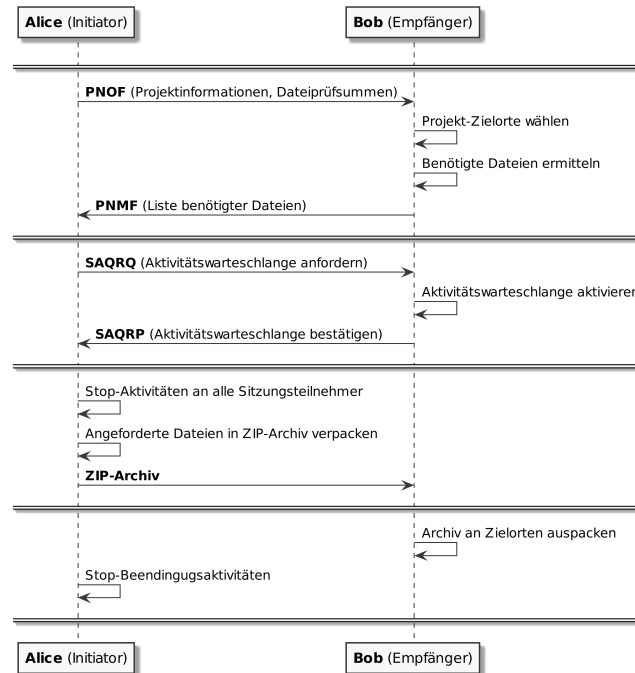 Alice (Initiator) Bob (Empfänger)
PNOF (Projektinformationen, Dateiprüfsummen)
Projekt-Zielorte wählen
Benötigte Dateien ermitteln
PNMF (Liste benötigter Dateien)
SAQRQ (Aktivitätswarteschlange anfordern)
Aktivitätswarteschlange aktivieren
SAQRP (Aktivitätswarteschlange bestätigen)
Stop-Aktivitäten an alle Sitzungsteilnehmer
Angeforderte Dateien in ZIP-Archiv verpacken
ZIP-Archiv
Archiv an Zielorten auspacken
Stop-Beendingugsaktivitäten
Alice (Initiator) Bob (Empfänger)